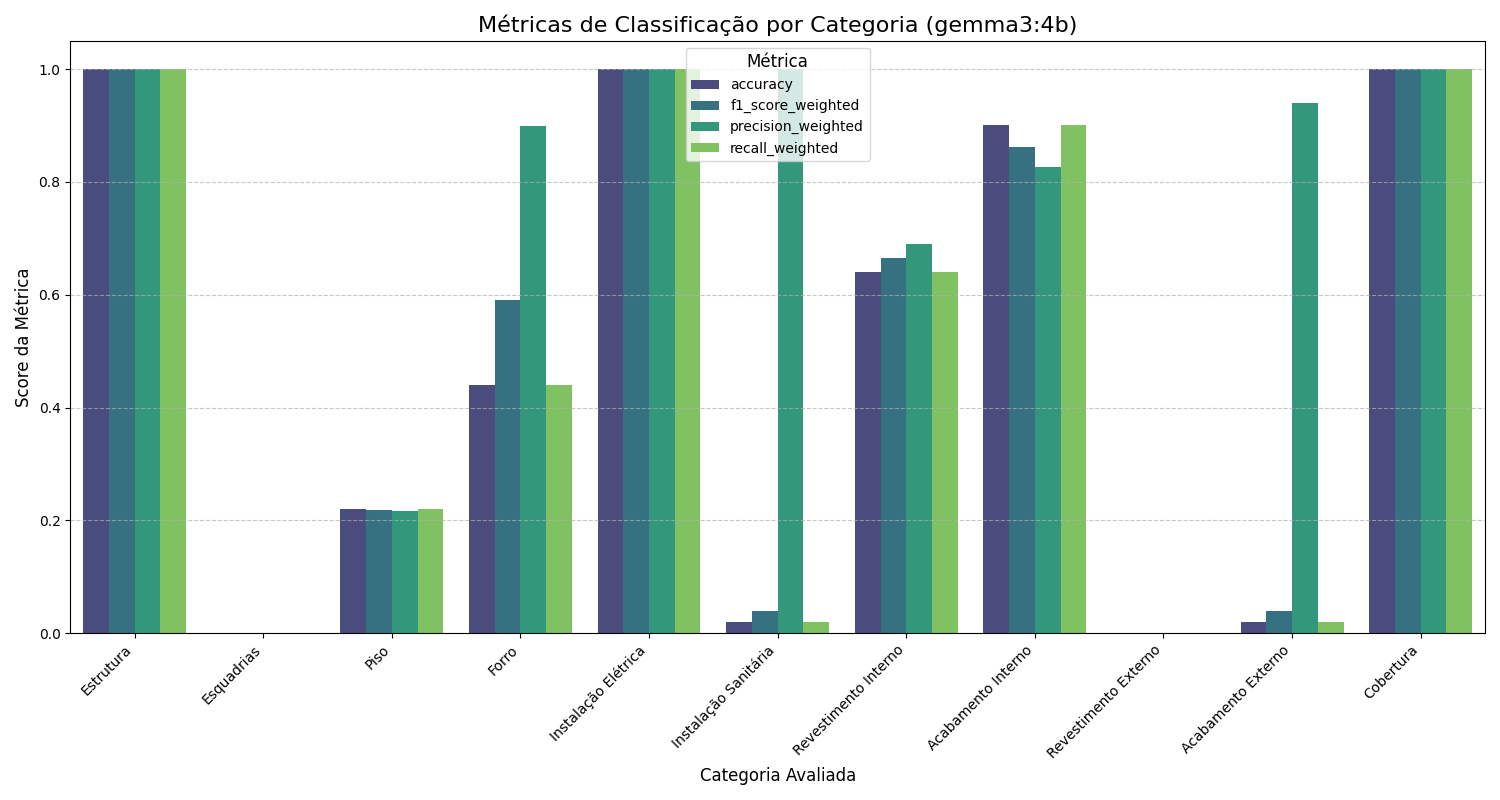 Métricas de Classificação por Categoria (gemma3:4b)
Métrica
accuracy
f1_score_weighted
precision_weighted
recall_weighted
Score da Métrica
1.0
0.8
0.6
0.4
0.2
0.0
Estrutura
Esquadrias
Piso
Forro
Instalação Elétrica
Instalação Sanitária
Revestimento Interno
Acabamento Interno
Revestimento Externo
Acabamento Externo
Cobertura
Categoria Avaliada